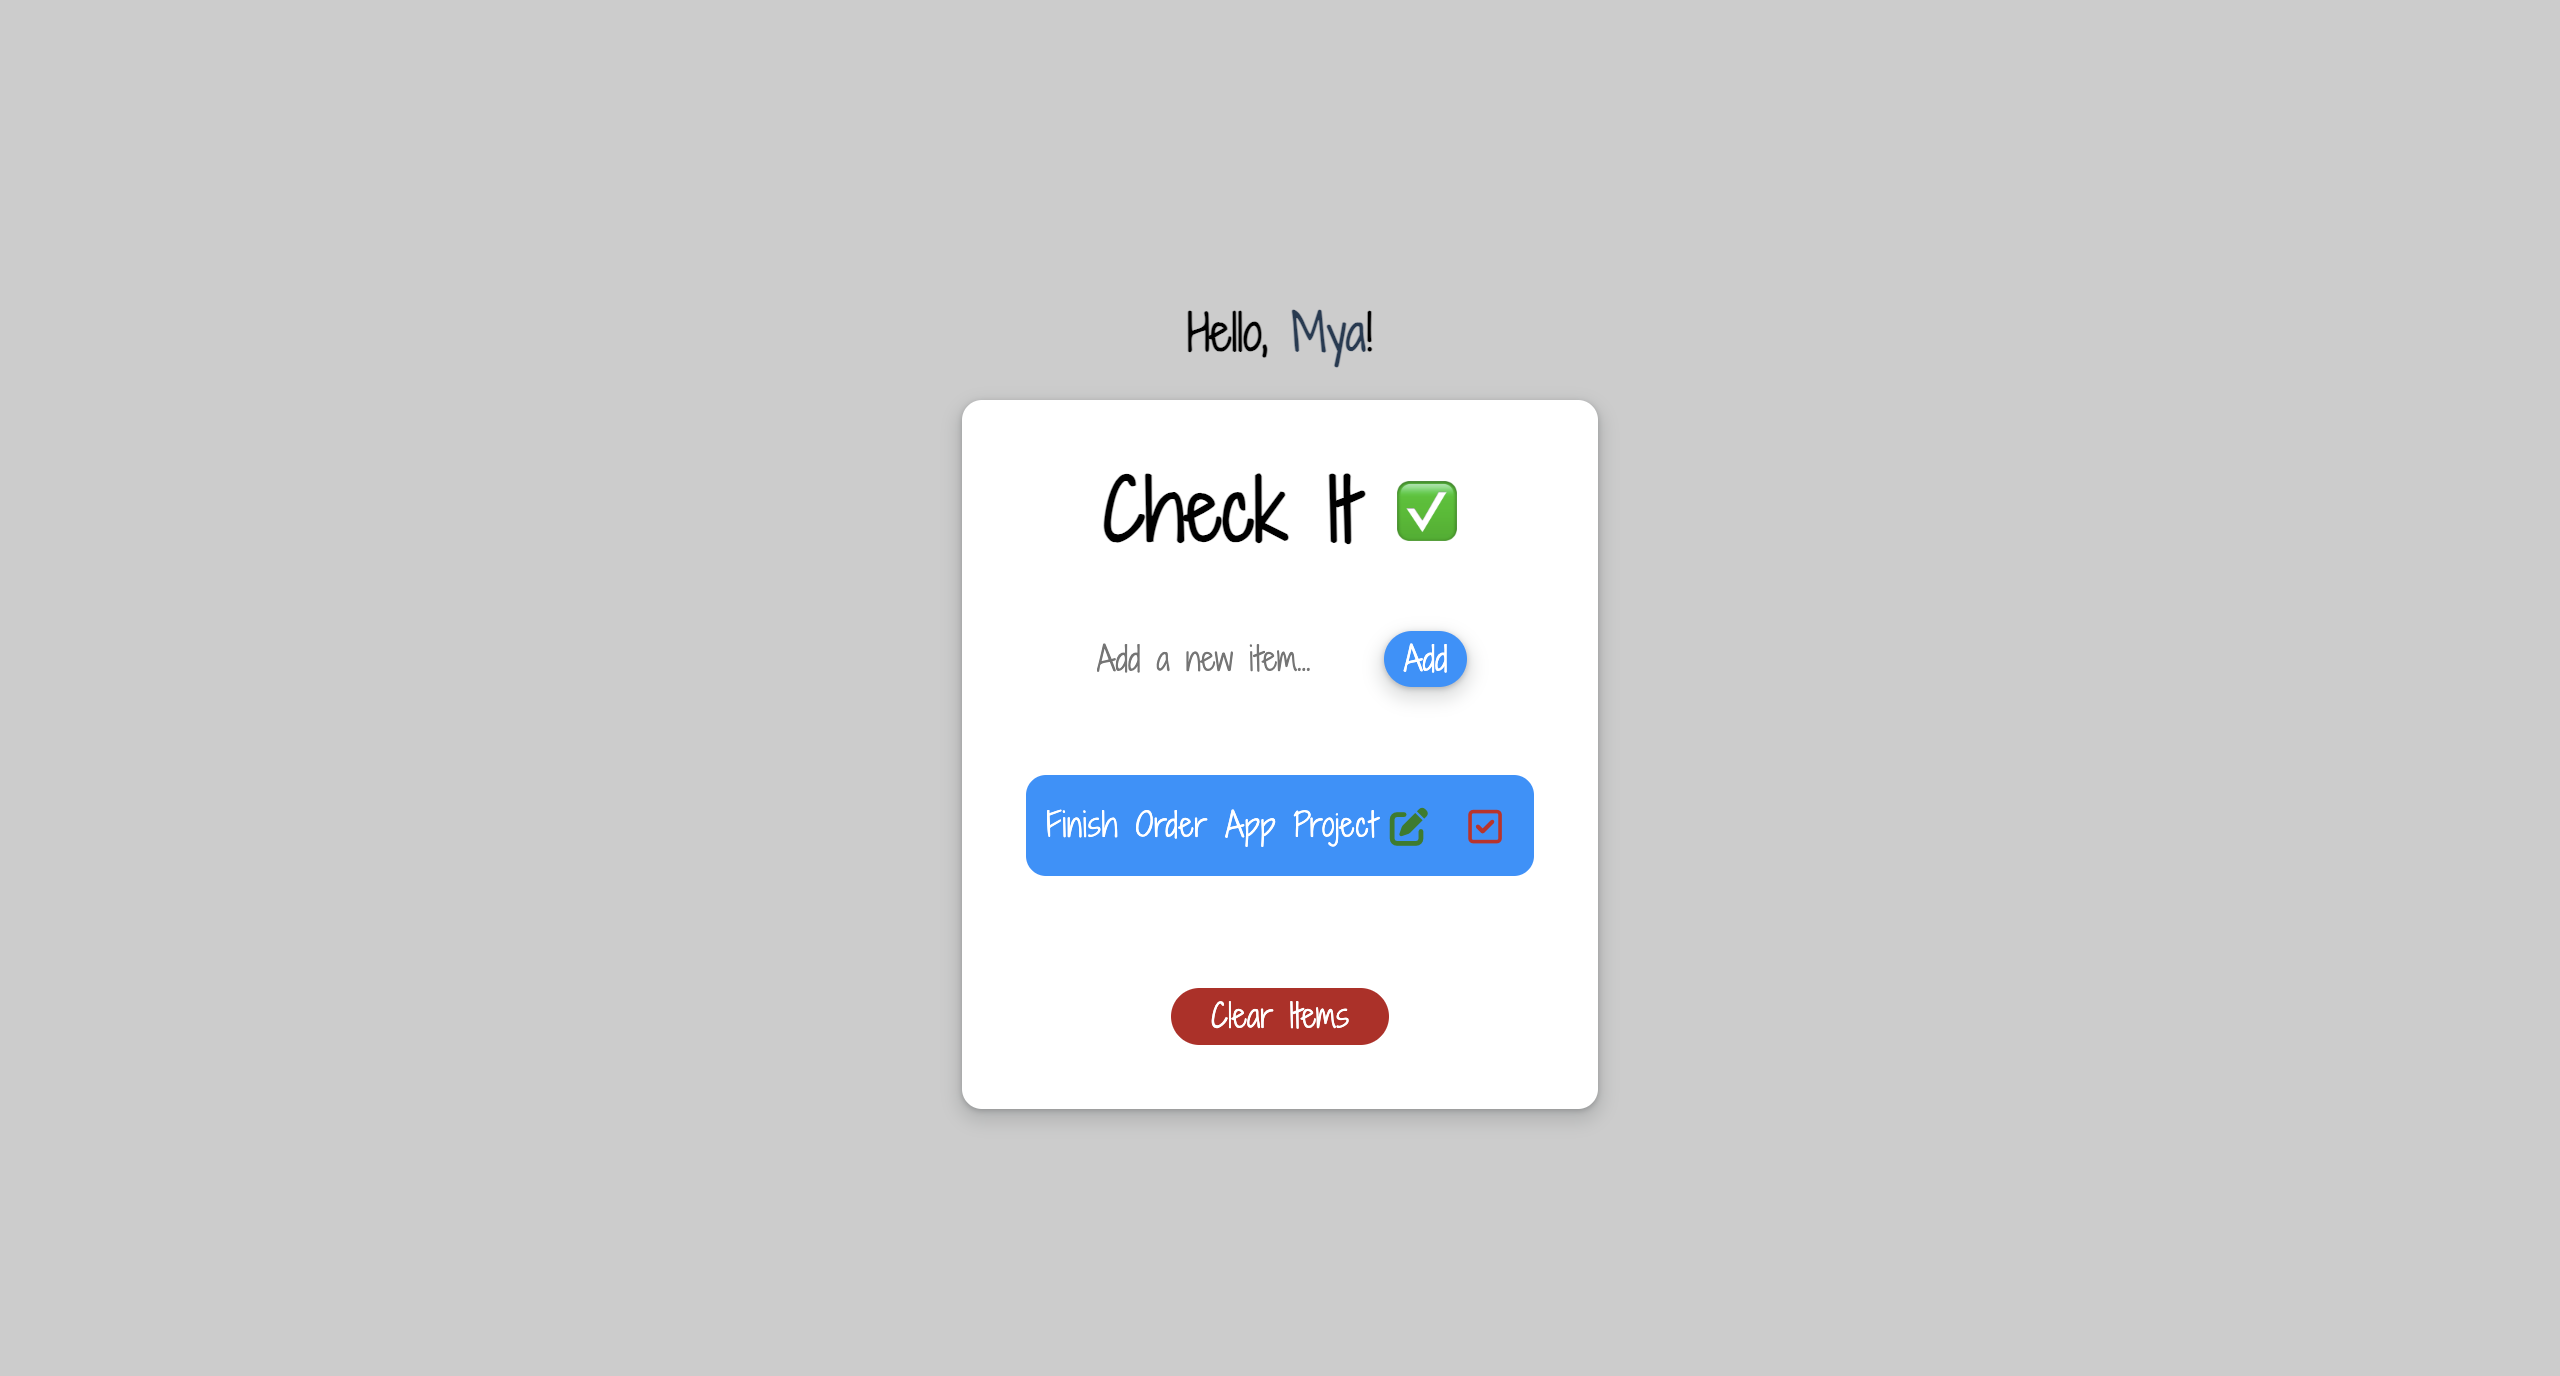 Hello, Mya!
Check It ✅
Add a new item... Add
Finish Order App Project
Clear Items